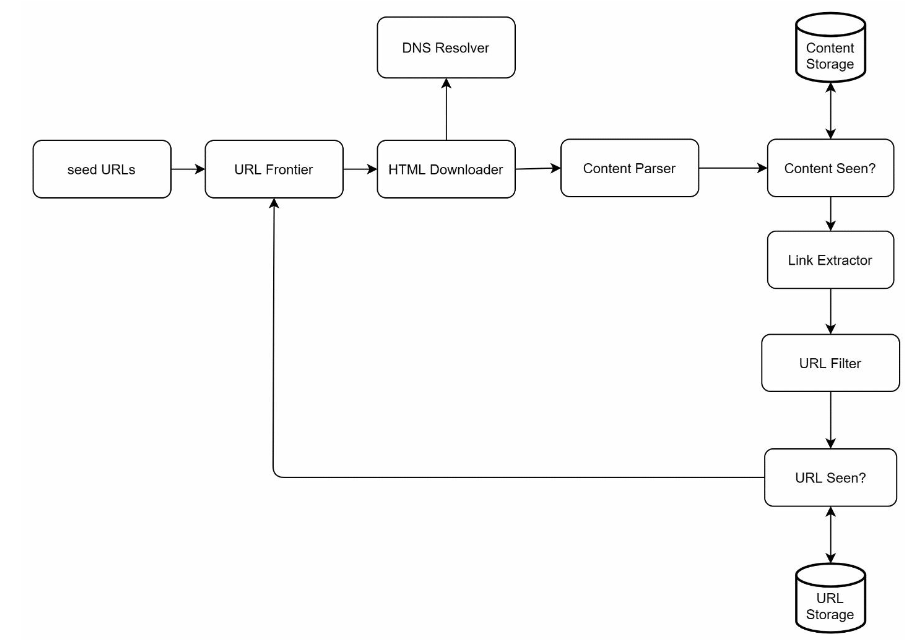 DNS Resolver
Content
Storage
seed URLs
URL Frontier
HTML Downloader
Content Parser
Content Seen?
Link Extractor
URL Filter
URL Seen?
URL
Storage